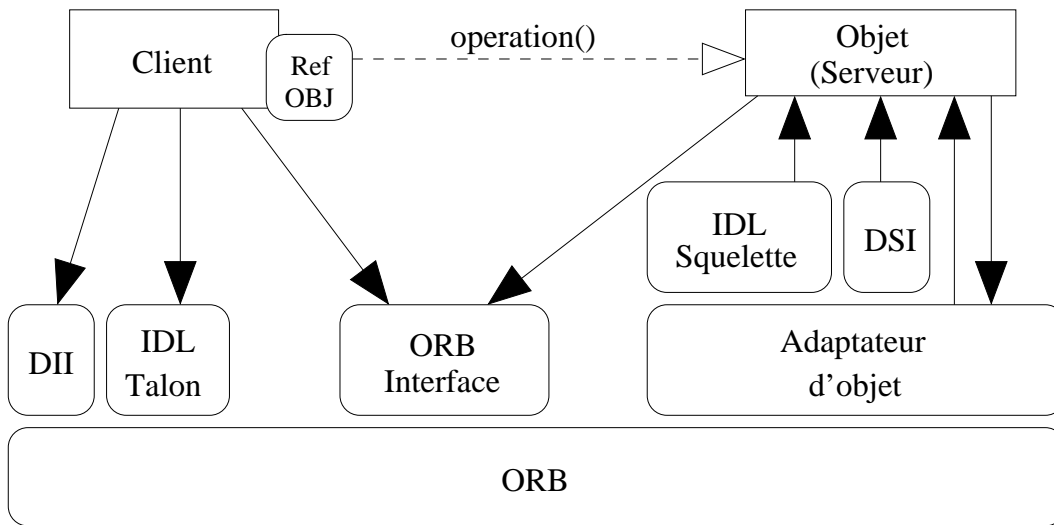 Client
Ref
OBJ
operation()
Objet
(Serveur)
IDL
Squelette
DSI
DII
IDL
Talon
ORB
Interface
Adaptateur
d’objet
ORB